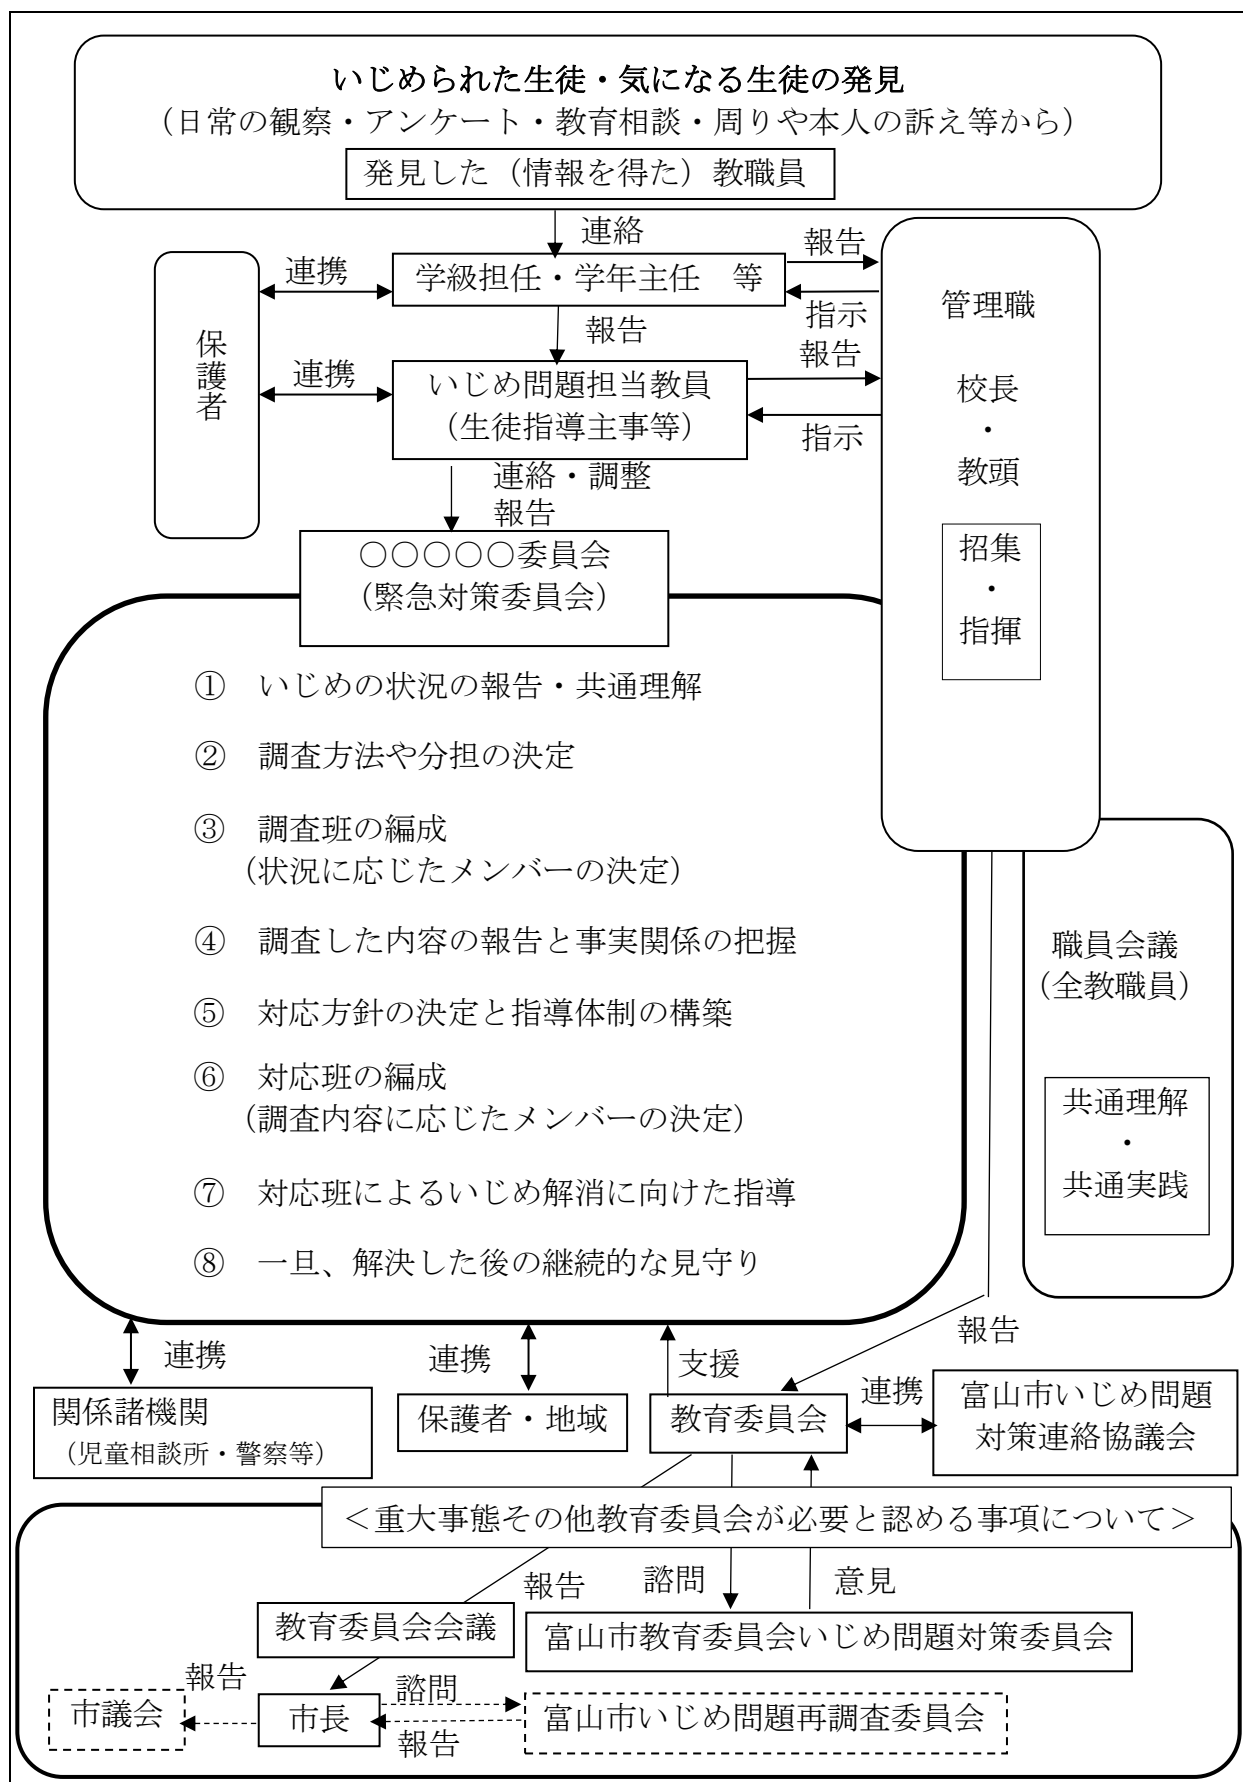 いじめられた生徒・気になる生徒の発見
（日常の観察・アンケート・教育相談・周りや本人の訴え等から）
発見した（情報を得た）教職員
連絡
報告
連携
学級担任・学年主任　等
指示
管理職
保護者
報告
報告
連携
いじめ問題担当教員
（生徒指導主事等）
指示
校長
・
教頭
連絡・調整
報告
招集
・
指揮
○○○○○委員会
（緊急対策委員会）
①　いじめの状況の報告・共通理解
②　調査方法や分担の決定
③　調査班の編成
（状況に応じたメンバーの決定）
④　調査した内容の報告と事実関係の把握
⑤　対応方針の決定と指導体制の構築
⑥　対応班の編成
（調査内容に応じたメンバーの決定）
⑦　対応班によるいじめ解消に向けた指導
⑧　一旦、解決した後の継続的な見守り
職員会議
（全教職員）
共通理解
・
共通実践
連携
連携
支援
報告
連携
関係諸機関
（児童相談所・警察等）
保護者・地域
教育委員会
富山市いじめ問題
対策連絡協議会
＜重大事態その他教育委員会が必要と認める事項について＞
報告
諮問
意見
教育委員会会議
富山市教育委員会いじめ問題対策委員会
報告
諮問
市議会
市長
富山市いじめ問題再調査委員会
報告